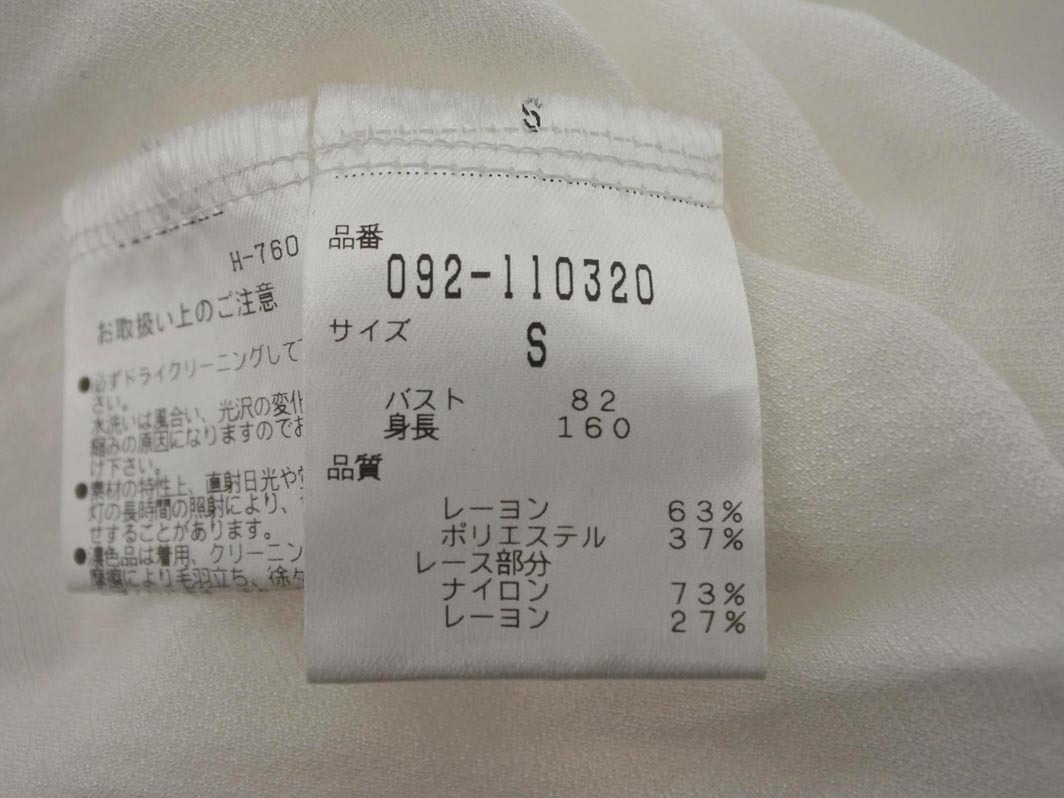 S
品番
092-110320
サイズ
S
バスト 82
身長 160
品質
レーヨン 63%
ポリエステル 37%
レース部分
ナイロン 73%
レーヨン 27%
H-760
お取扱い上のご注意
●必ずドライクリーニングして下
さい。
水洗いは風合い、光沢の変化
縮みの原因になりますのでお
け下さい。
●素材の特性上、直射日光や
灯の長時間の照射により、
せすることがあります。
●濃色品は着用、クリーニン
摩擦により毛羽立ち、徐々